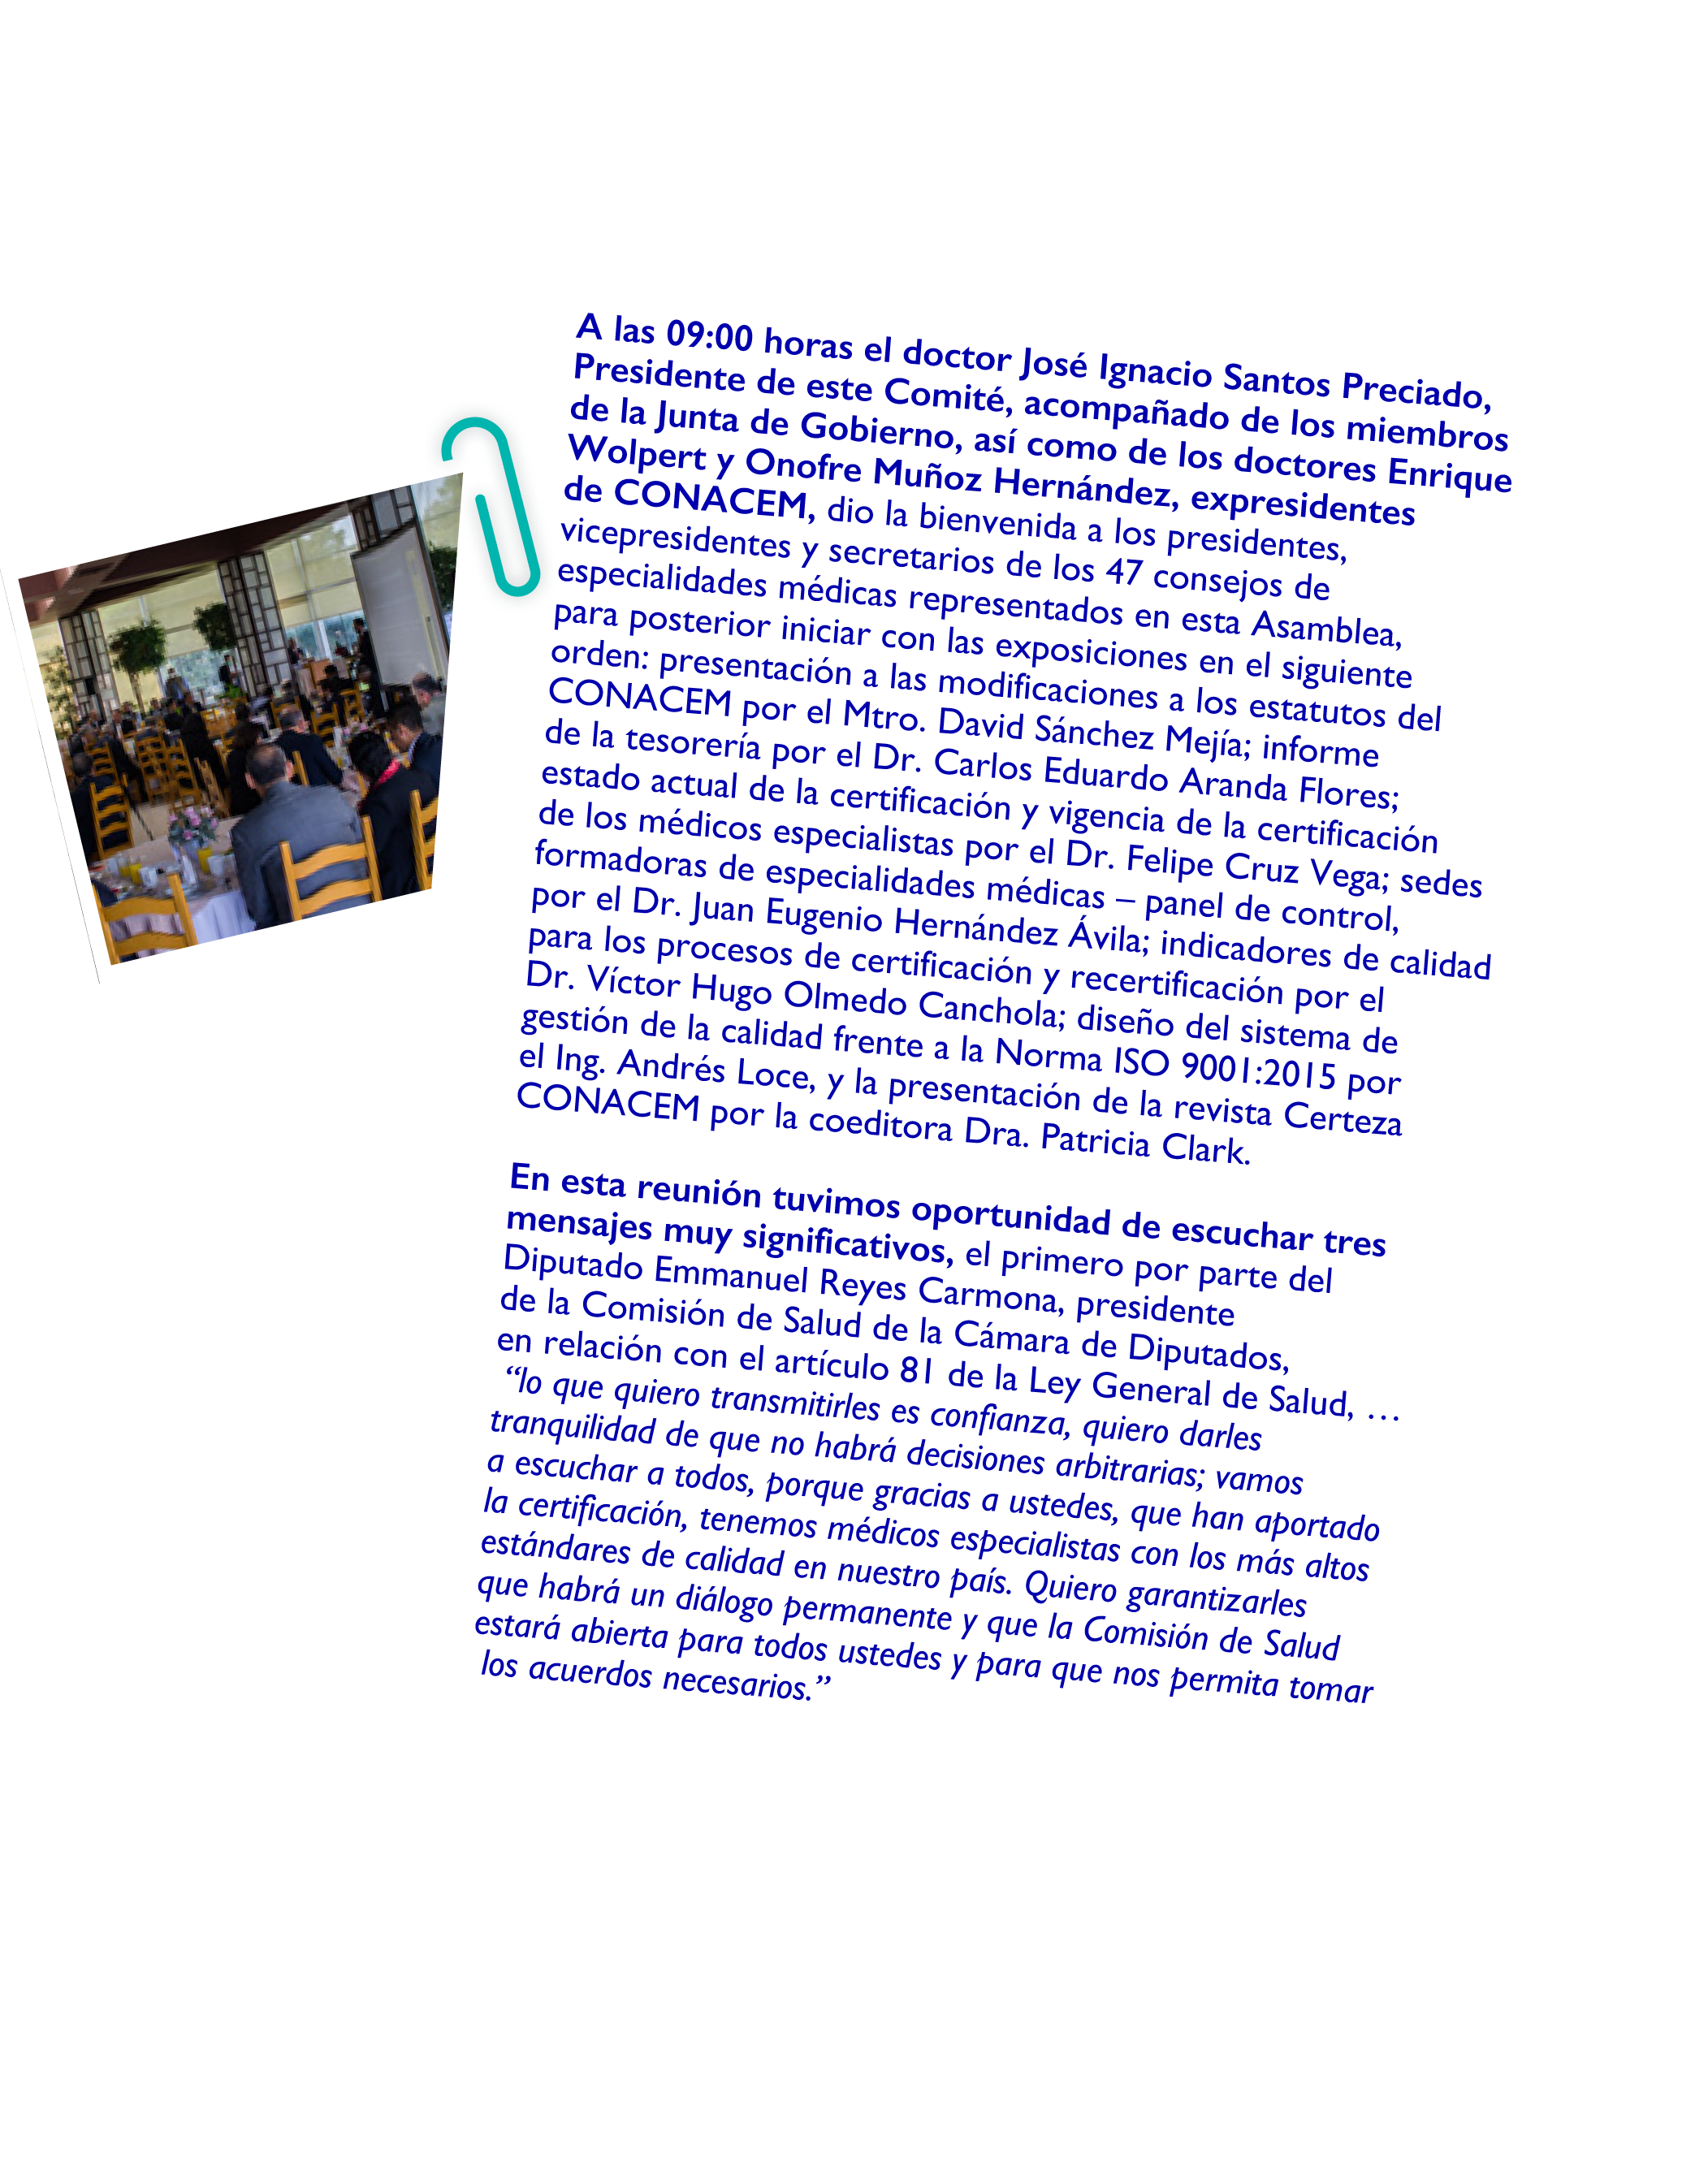 A las 09:00 horas el doctor José Ignacio Santos Preciado,
Presidente de este Comité, acompañado de los miembros
de la Junta de Gobierno, así como de los doctores Enrique
Wolpert y Onofre Muñoz Hernández, expresidentes
de CONACEM, dio la bienvenida a los presidentes,
vicepresidentes y secretarios de los 47 consejos de
especialidades médicas representados en esta Asamblea,
para posterior iniciar con las exposiciones en el siguiente
orden: presentación a las modificaciones a los estatutos del
CONACEM por el Mtro. David Sánchez Mejía; informe
de la tesorería por el Dr. Carlos Eduardo Aranda Flores;
estado actual de la certificación y vigencia de la certificación
de los médicos especialistas por el Dr. Felipe Cruz Vega; sedes
formadoras de especialidades médicas – panel de control,
por el Dr. Juan Eugenio Hernández Ávila; indicadores de calidad
para los procesos de certificación y recertificación por el
Dr. Víctor Hugo Olmedo Canchola; diseño del sistema de
gestión de la calidad frente a la Norma ISO 9001:2015 por
el Ing. Andrés Loce, y la presentación de la revista Certeza
CONACEM por la coeditora Dra. Patricia Clark.
En esta reunión tuvimos oportunidad de escuchar tres
mensajes muy significativos, el primero por parte del
Diputado Emmanuel Reyes Carmona, presidente
de la Comisión de Salud de la Cámara de Diputados,
en relación con el artículo 81 de la Ley General de Salud, …
“lo que quiero transmitirles es confianza, quiero darles
tranquilidad de que no habrá decisiones arbitrarias; vamos
a escuchar a todos, porque gracias a ustedes, que han aportado
la certificación, tenemos médicos especialistas con los más altos
estándares de calidad en nuestro país. Quiero garantizarles
que habrá un diálogo permanente y que la Comisión de Salud
estará abierta para todos ustedes y para que nos permita tomar
los acuerdos necesarios.”